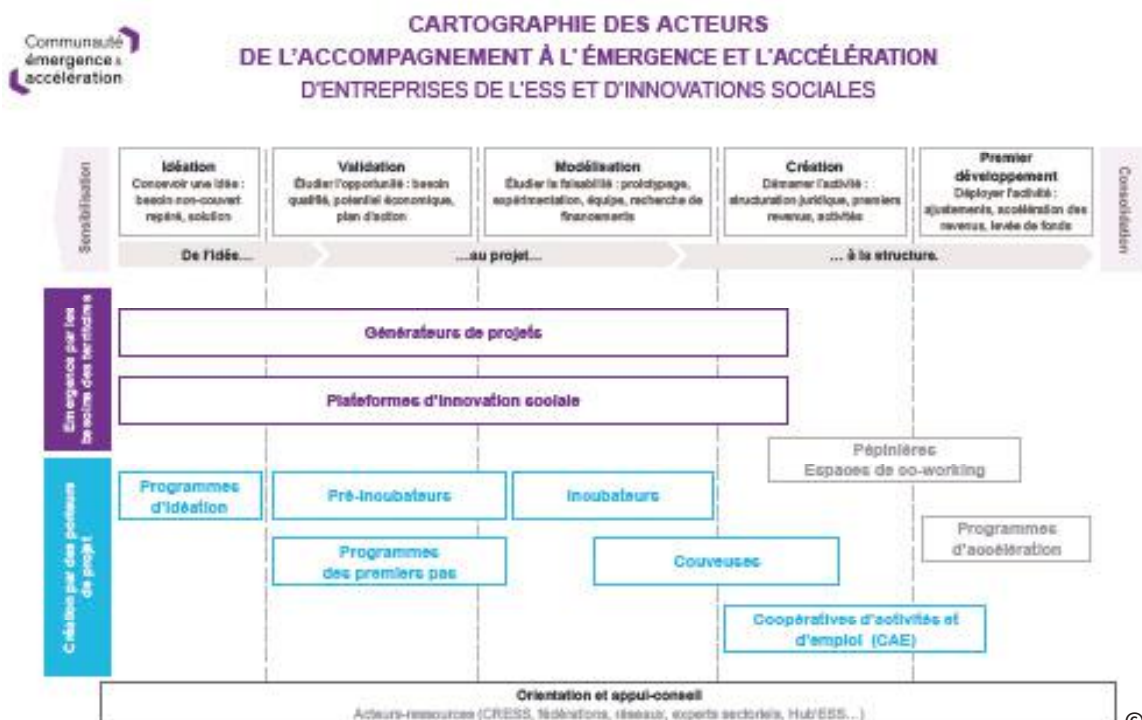 Communauté
émergence &
accélération
CARTOGRAPHIE DES ACTEURS
DE L'ACCOMPAGNEMENT À L' ÉMERGENCE ET L'ACCÉLÉRATION
D'ENTREPRISES DE L'ESS ET D'INNOVATIONS SOCIALES
Sensibilisation
Idéation
Concevoir une idée :
besoin non-couvert
repéré, solution
Validation
Étudier l'opportunité : besoin
qualifié, potentiel économique,
plan d'action
Modélisation
Étudier la faisabilité : prototypage,
expérimentation, équipe, recherche de
financements
Création
Démarrer l'activité :
structuration juridique, premiers
revenus, activités
Premier
développement
Déployer l'activité :
ajustements, accélération des
revenus, levée de fonds
Consolidation
De l'idée...
...au projet...
... à la structure.
Emergence par les
besoins des territoires
Générateurs de projets
Plateformes d'innovation sociale
Pépinières
Espaces de co-working
Création par des porteurs
de projet
Programmes
d'idéation
Pré-incubateurs
Incubateurs
Programmes
d'accélération
Programmes
des premiers pas
Couveuses
Coopératives d'activités et
d'emploi (CAE)
Orientation et appui-conseil
Acteurs-ressources (CRESS, fédérations, réseaux, experts sectoriels, Hub'ESS...)
©